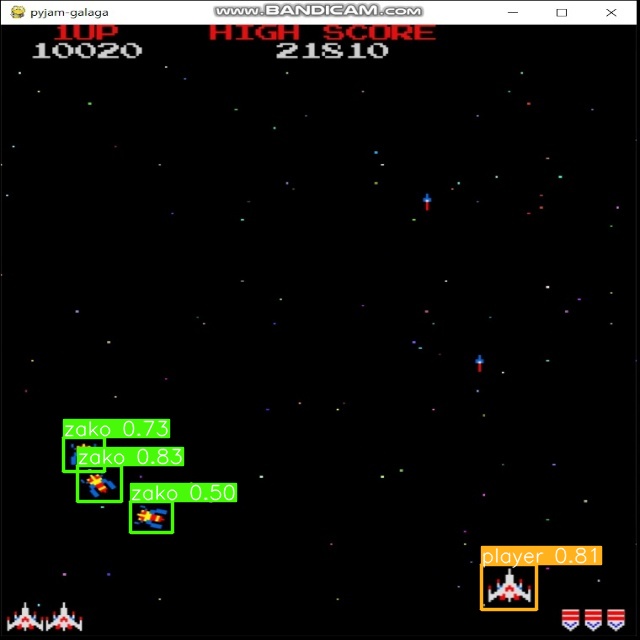 pyjam-galaga
www.BANDICAM.com
1UP HIGH SCORE
10020 21810
zako 0.73
zako 0.83
zako 0.50
player 0.81